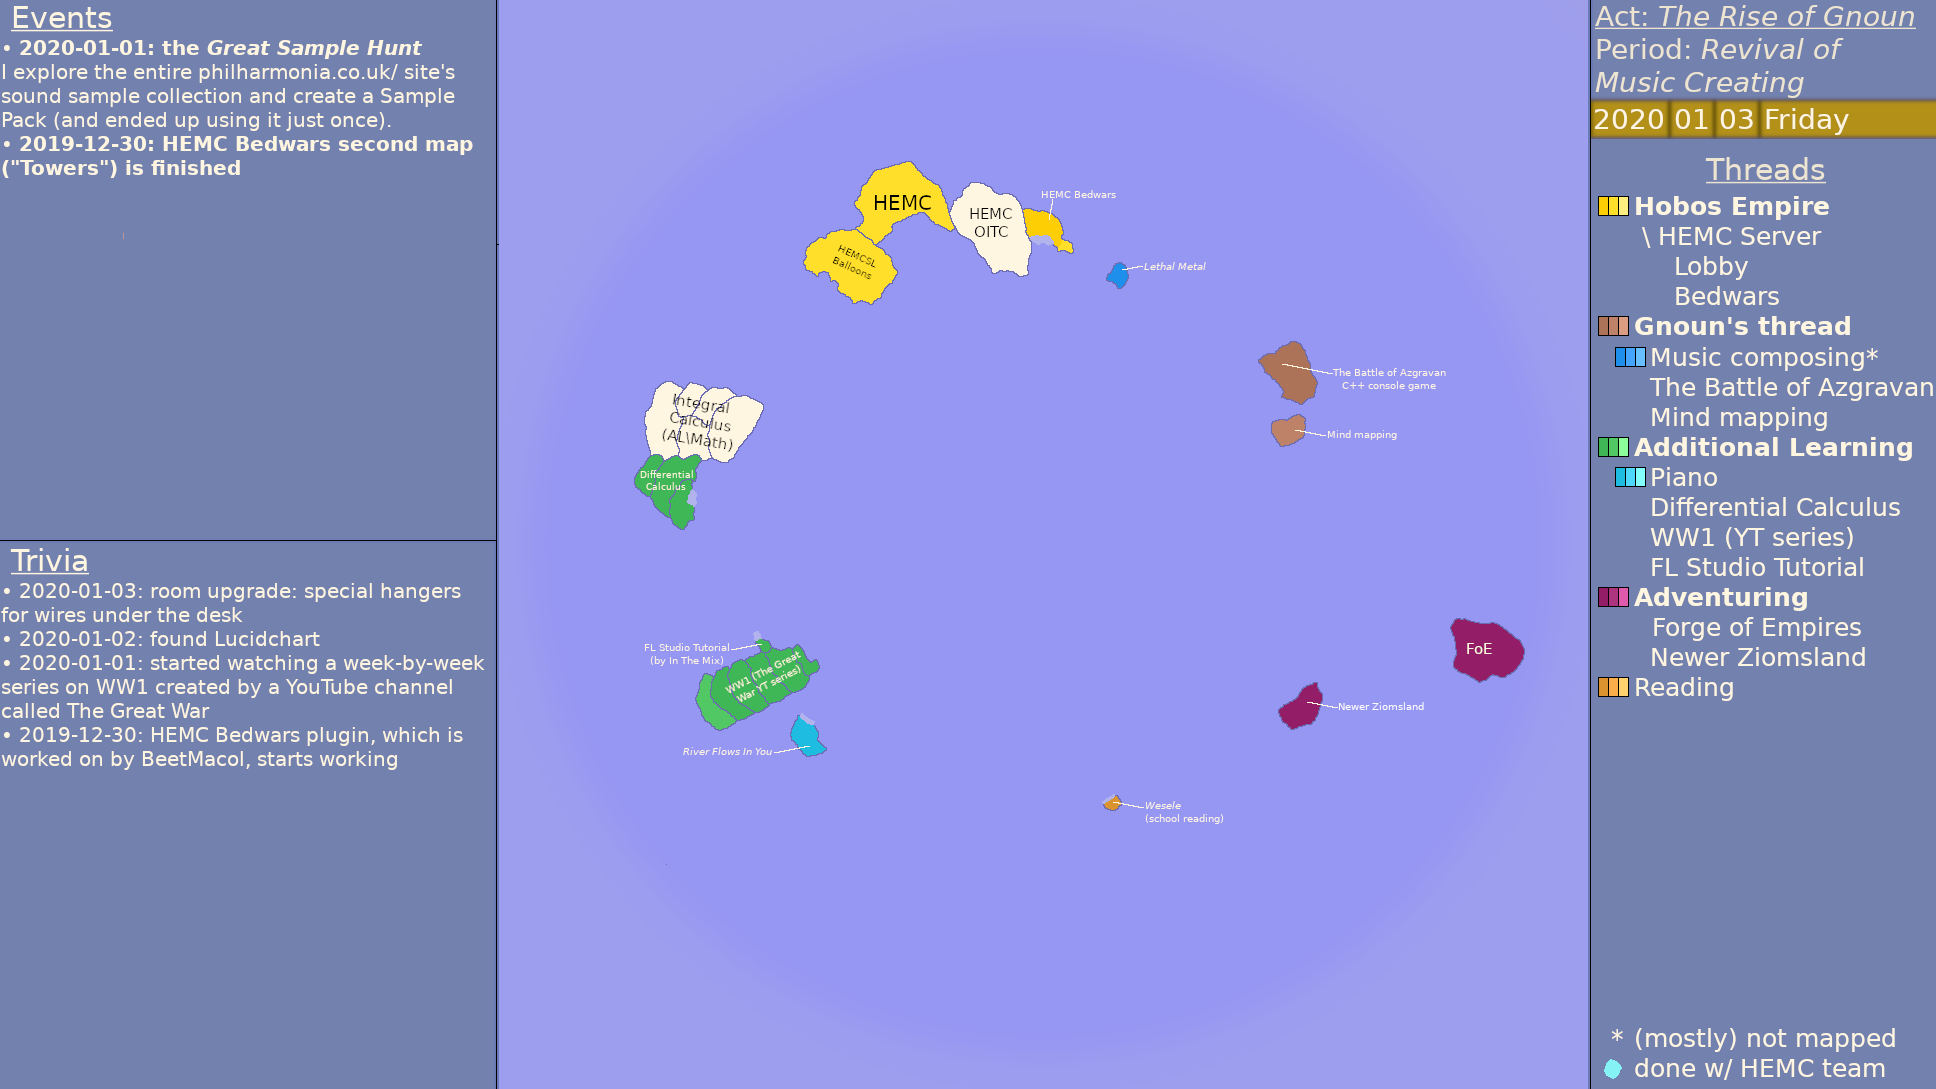 Events
• 2020-01-01: the Great Sample Hunt
I explore the entire philharmonia.co.uk/ site's
sound sample collection and create a Sample
Pack (and ended up using it just once).
• 2019-12-30: HEMC Bedwars second map
("Towers") is finished
Trivia
• 2020-01-03: room upgrade: special hangers
for wires under the desk
• 2020-01-02: found Lucidchart
• 2020-01-01: started watching a week-by-week
series on WW1 created by a YouTube channel
called The Great War
• 2019-12-30: HEMC Bedwars plugin, which is
worked on by BeetMacol, starts working
HEMC
HEMC
OITC
HEMC Bedwars
HEMCSL
Balloons
Lethal Metal
The Battle of Azgravan
C++ console game
Mind mapping
Integral
Calculus
(AL\Math)
Differential
Calculus
FL Studio Tutorial
(by In The Mix)
WW1 (The Great
War YT series)
River Flows In You
FoE
Newer Ziomsland
Wesele
(school reading)
Act: The Rise of Gnoun
Period: Revival of
Music Creating
2020 01 03 Friday
Threads
Hobos Empire
\ HEMC Server
Lobby
Bedwars
Gnoun's thread
Music composing*
The Battle of Azgravan
Mind mapping
Additional Learning
Piano
Differential Calculus
WW1 (YT series)
FL Studio Tutorial
Adventuring
Forge of Empires
Newer Ziomsland
Reading
* (mostly) not mapped
done w/ HEMC team